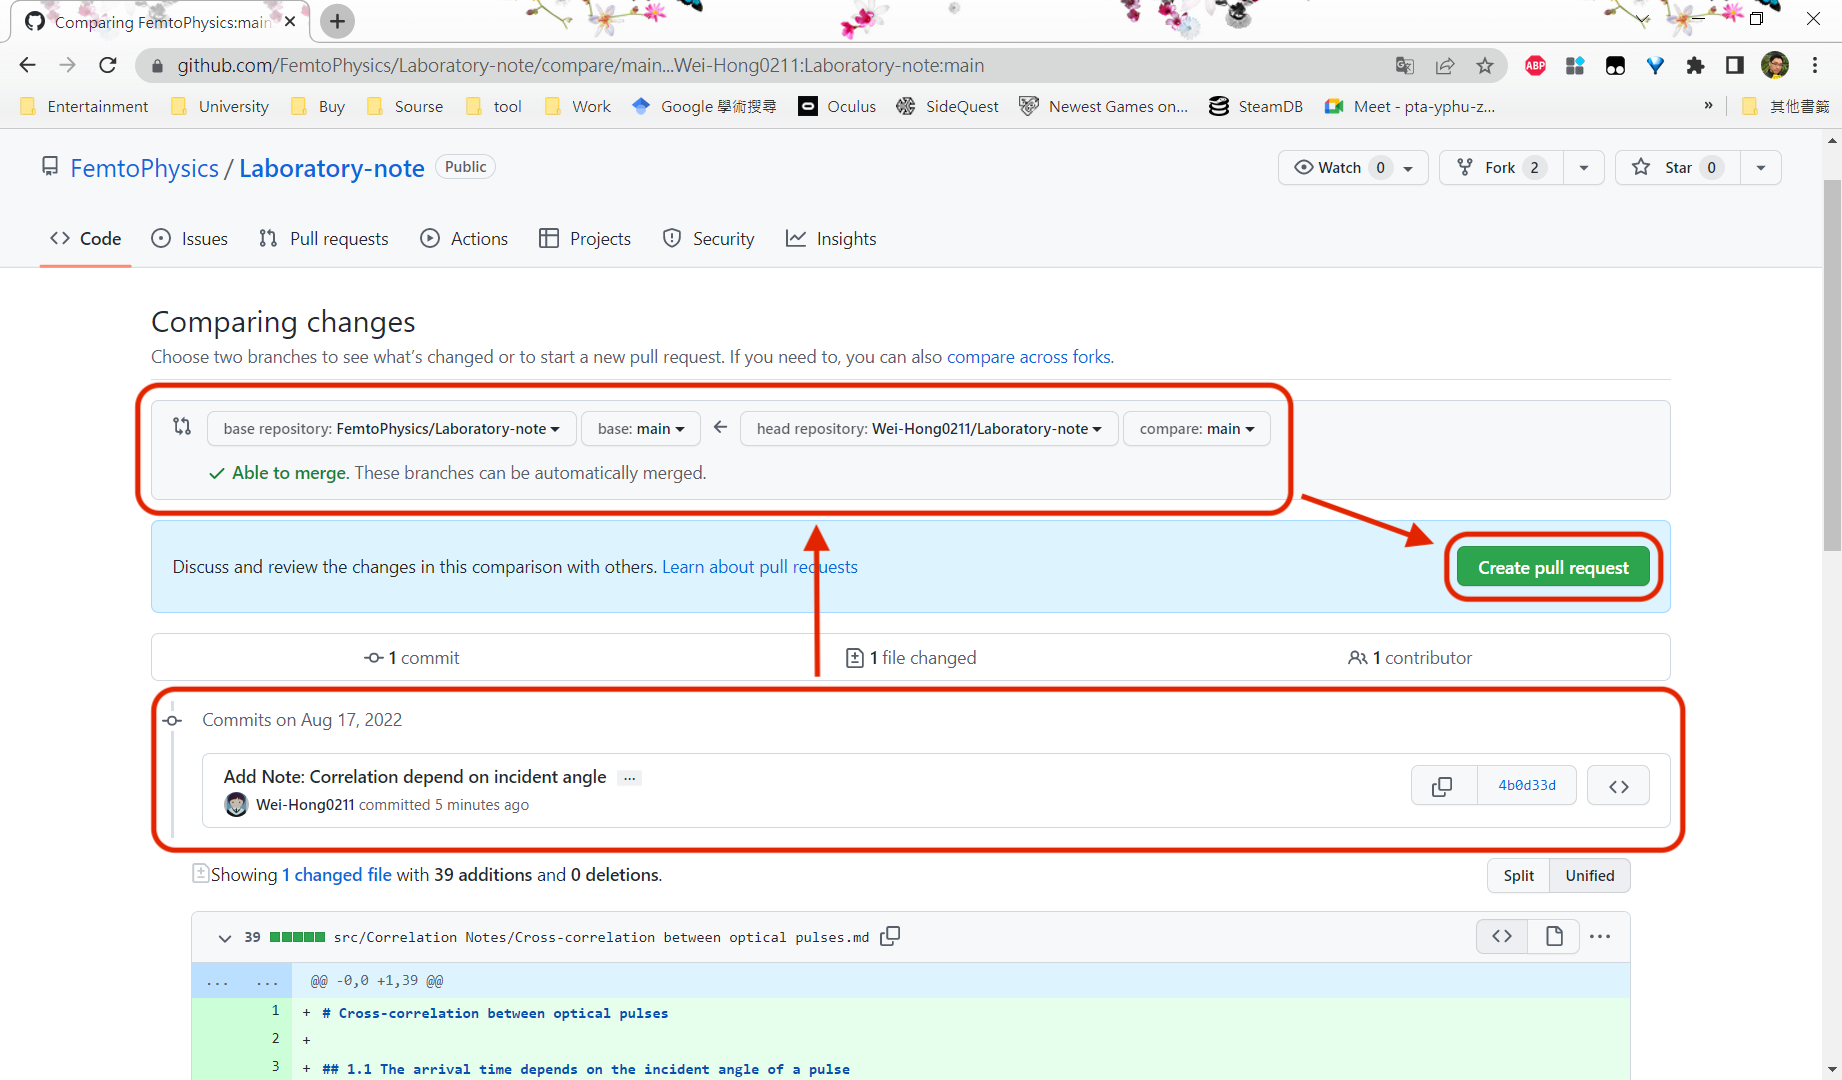 Comparing FemtoPhysics:main
github.com/FemtoPhysics/Laboratory-note/compare/main...Wei-Hong0211:Laboratory-note:main
ABP
Entertainment University Buy Sourse tool Work Google 學術搜尋 Oculus SideQuest Newest Games on... SteamDB Meet - pta-yphu-z... » 其他書籤
FemtoPhysics / Laboratory-note Public Watch 0 Fork 2 Star 0
Code Issues Pull requests Actions Projects Security Insights
Comparing changes
Choose two branches to see what's changed or to start a new pull request. If you need to, you can also compare across forks.
base repository: FemtoPhysics/Laboratory-note base: main ← head repository: Wei-Hong0211/Laboratory-note compare: main
✓ Able to merge. These branches can be automatically merged.
Discuss and review the changes in this comparison with others. Learn about pull requests Create pull request
1 commit 1 file changed 1 contributor
Commits on Aug 17, 2022
Add Note: Correlation depend on incident angle ...
Wei-Hong0211 committed 5 minutes ago 4b0d33d <>
Showing 1 changed file with 39 additions and 0 deletions. Split Unified
39 src/Correlation Notes/Cross-correlation between optical pulses.md <> ...
... ... @@ -0,0 +1,39 @@
1 + # Cross-correlation between optical pulses
2 +
3 + ## 1.1 The arrival time depends on the incident angle of a pulse